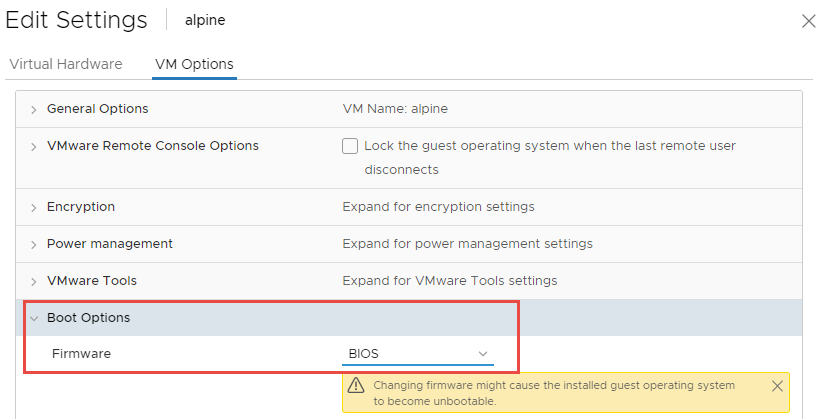 Edit Settings alpine
Virtual Hardware VM Options
General Options VM Name: alpine
VMware Remote Console Options Lock the guest operating system when the last remote user
disconnects
Encryption Expand for encryption settings
Power management Expand for power management settings
VMware Tools Expand for VMware Tools settings
Boot Options
Firmware BIOS
Changing firmware might cause the installed guest operating system
to become unbootable.